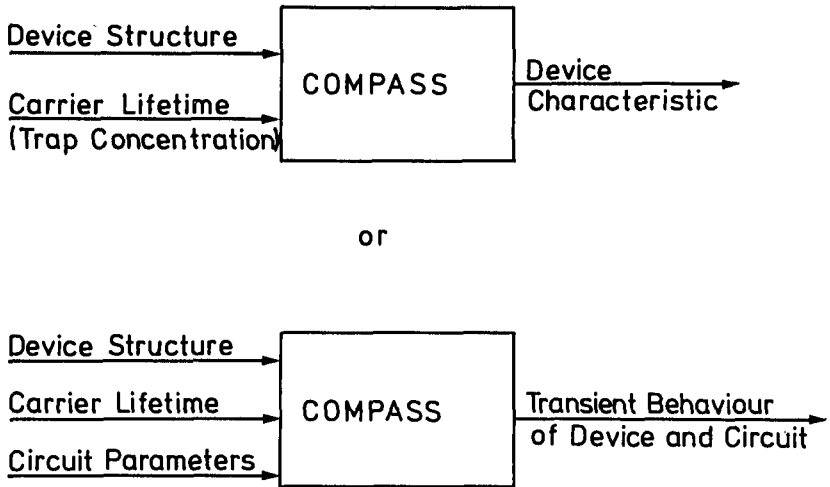 Device Structure
Carrier Lifetime
(Trap Concentration)
COMPASS
Device
Characteristic
or
Device Structure
Carrier Lifetime
Circuit Parameters
COMPASS
Transient Behaviour
of Device and Circuit